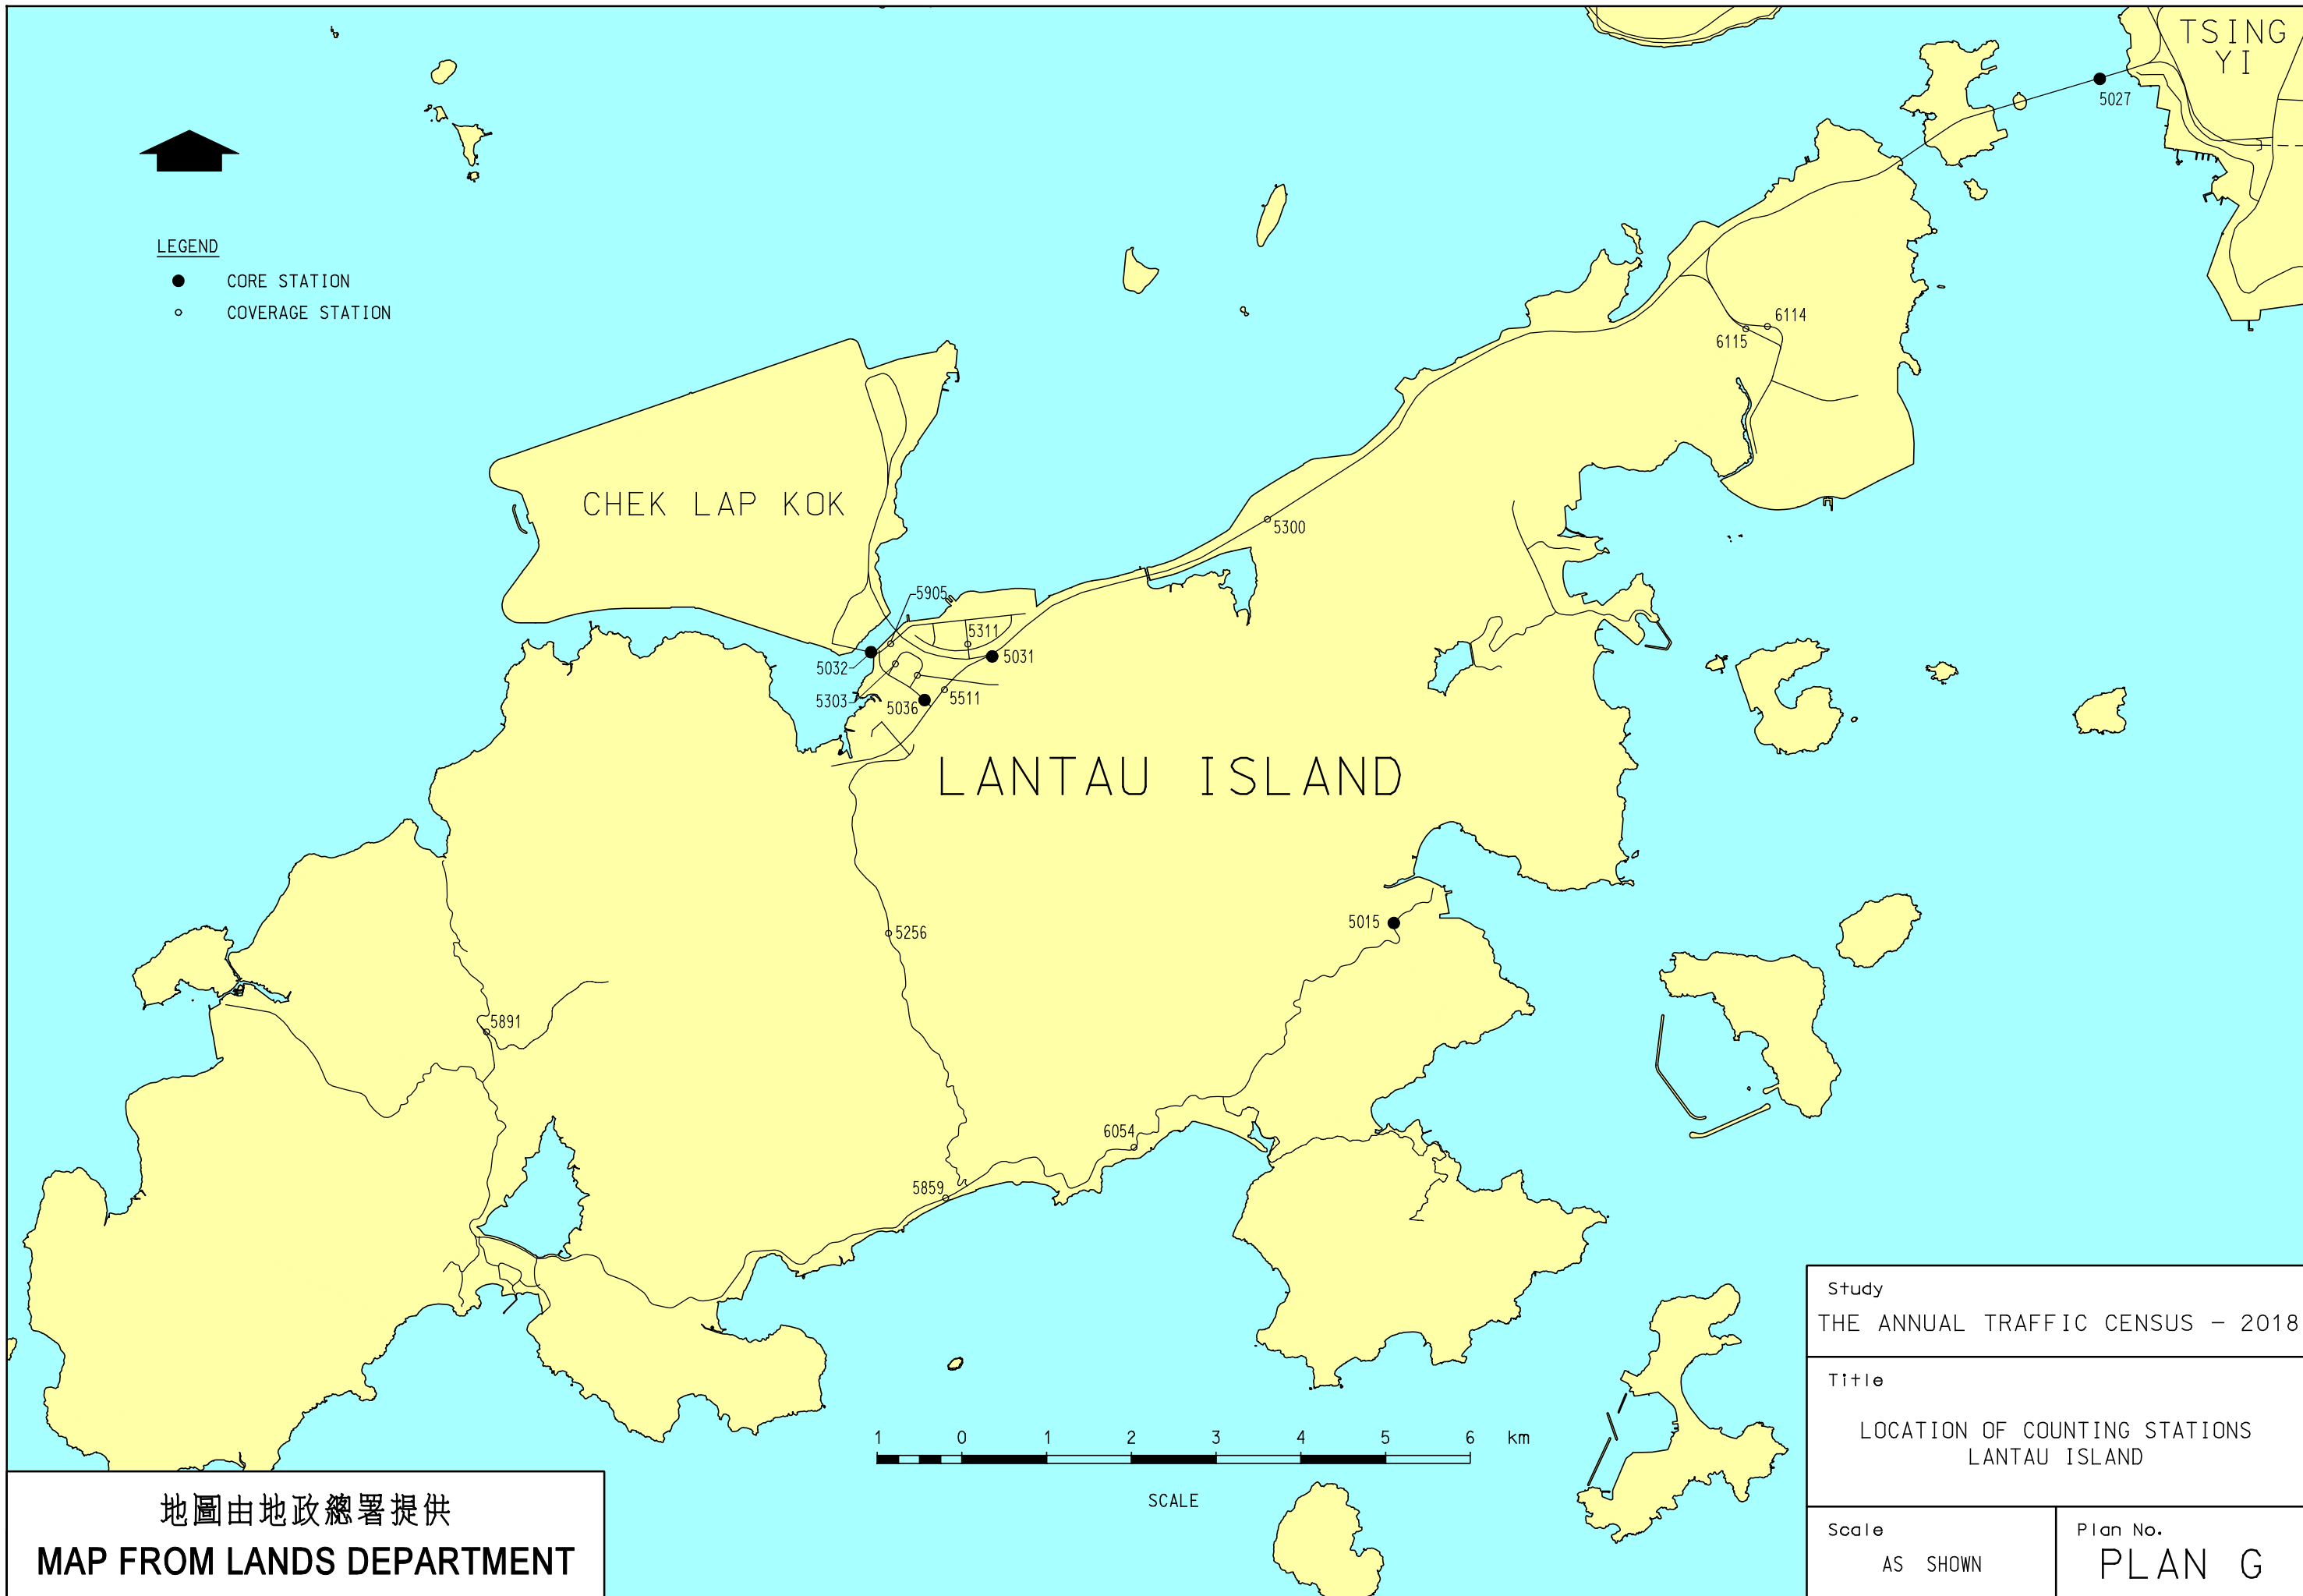 TSING
YI
5027
LEGEND
CORE STATION
COVERAGE STATION
6114
6115
CHEK LAP KOK
5300
5905
5311
5032
5031
5303
5036
5511
LANTAU ISLAND
5015
5256
5891
6054
5859
Study
THE ANNUAL TRAFFIC CENSUS - 2018
Title
LOCATION OF COUNTING STATIONS
LANTAU ISLAND
1 0 1 2 3 4 5 6 km
SCALE
Scale
AS SHOWN
Plan No.
PLAN G
地圖由地政總署提供
MAP FROM LANDS DEPARTMENT